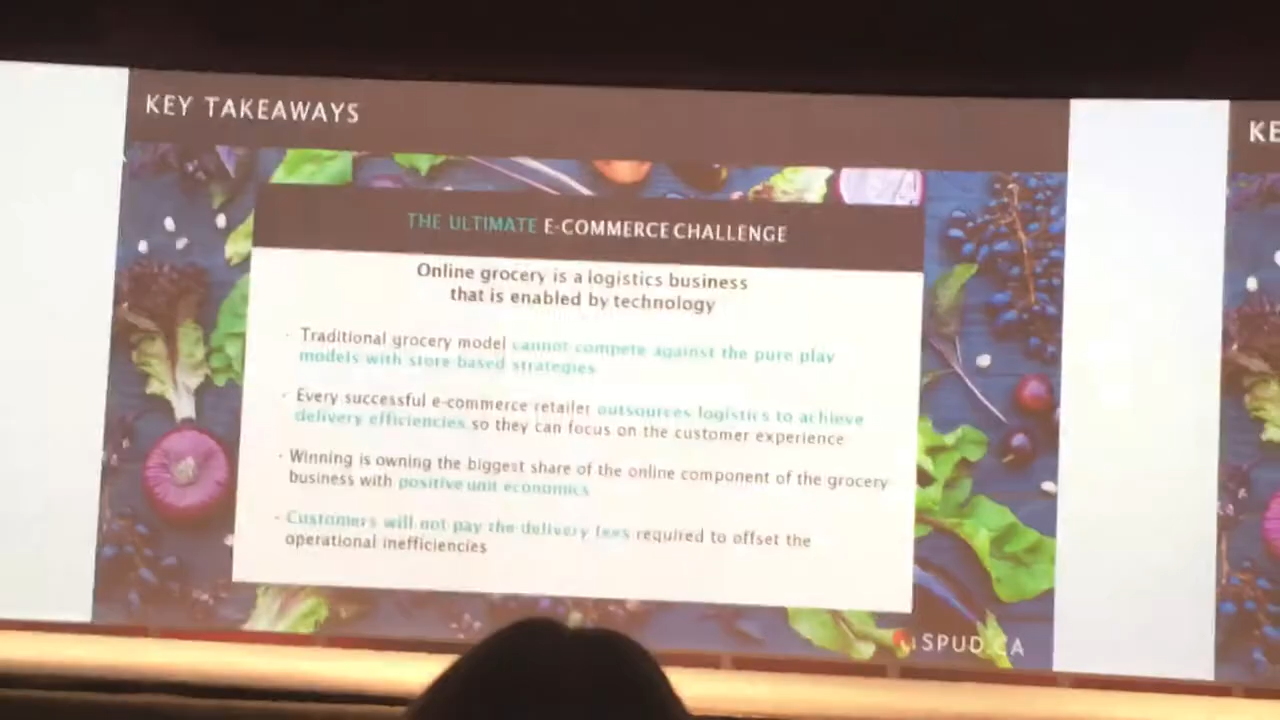 KEY TAKEAWAYS
KE
THE ULTIMATE E-COMMERCE CHALLENGE
Online grocery is a logistics business
that is enabled by technology
· Traditional grocery model cannot compete against the pure play
models with store based strategies
· Every successful e-commerce retailer outsources logistics to achieve
delivery efficiencies so they can focus on the customer experience
· Winning is owning the biggest share of the online component of the grocery
business with positive unit economics
· Customers will not pay the delivery fees required to offset the
operational inefficiencies
SPUD.CA